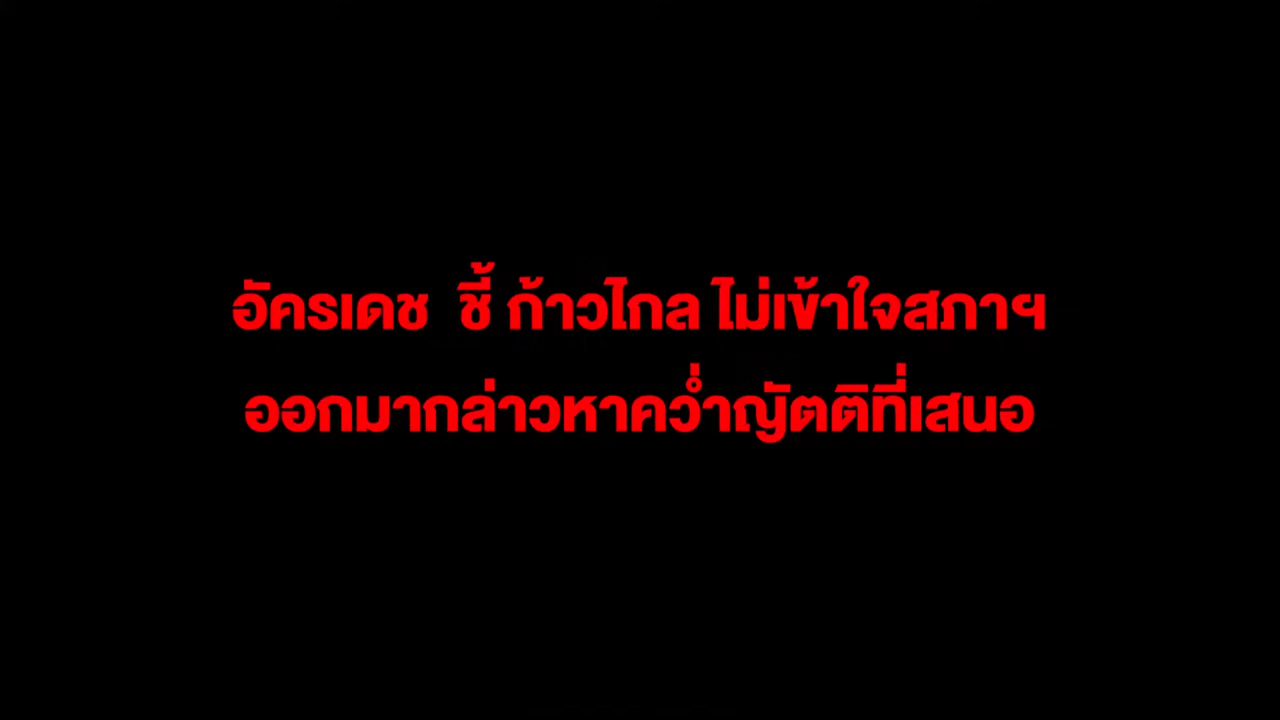 อัครเดช ชี้ ก้าวไกล ไม่เข้าใจสภาฯ
ออกมากล่าวหาคว่ำญัตติที่เสนอ